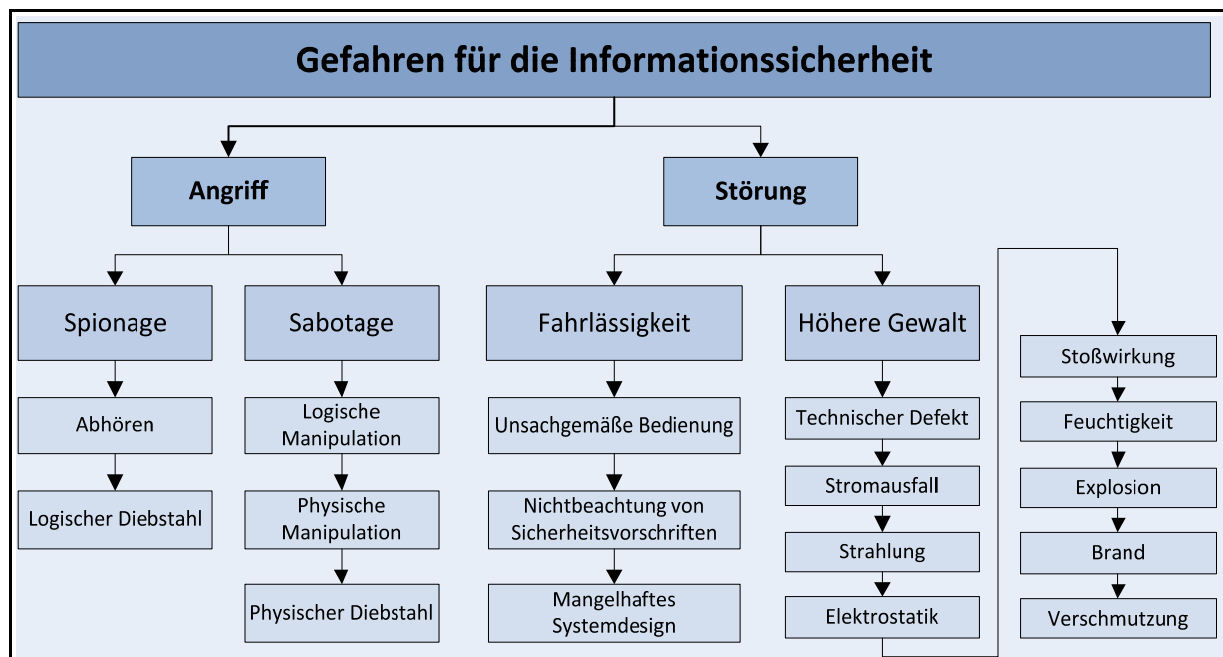 Gefahren für die Informationssicherheit
Angriff
Störung
Spionage
Sabotage
Fahrlässigkeit
Höhere Gewalt
Abhören
Logischer Diebstahl
Logische
Manipulation
Physische
Manipulation
Physischer Diebstahl
Unsachgemäße Bedienung
Nichtbeachtung von
Sicherheitsvorschriften
Mangelhaftes
Systemdesign
Technischer Defekt
Stromausfall
Strahlung
Elektrostatik
Stoßwirkung
Feuchtigkeit
Explosion
Brand
Verschmutzung